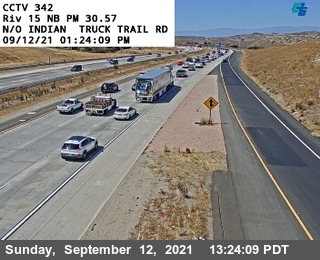 CCTV 342
Riv 15 NB PM 30.57
N/O INDIAN TRUCK TRAIL RD
09/12/21 01:24:09 PM
Sunday, September 12, 2021 13:24:09 PDT